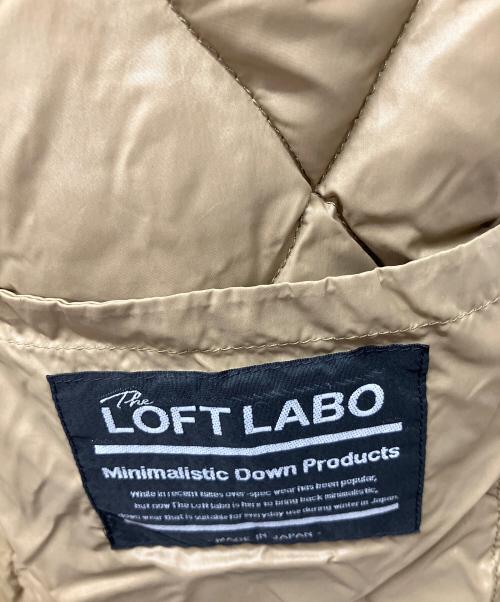 The
LOFT LABO
Minimalistic Down Products
While in recent times over-spec wear has been popular,
but now The Loft Labo is here to bring back minimalistic,
down wear that is suitable for everyday use during winter in Japan.
- MADE IN JAPAN -